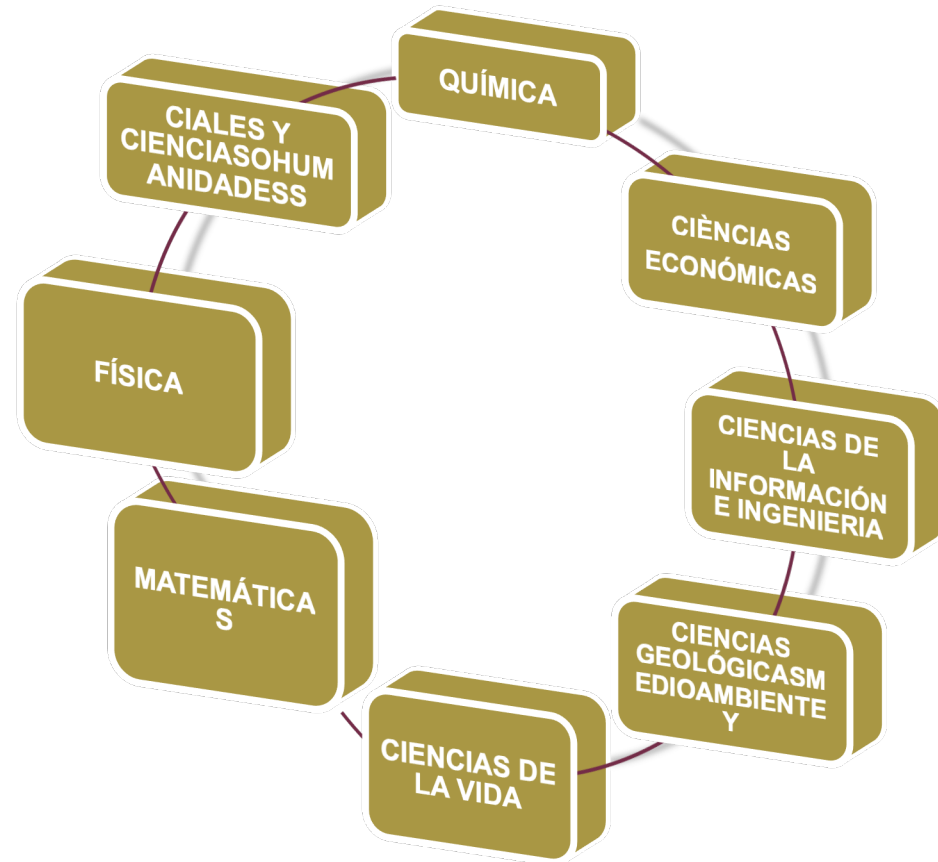 QUÍMICA
CIÈNCIAS
ECONÓMICAS
CIENCIAS DE
LA
INFORMACIÓN
E INGENIERIA
CIENCIAS
GEOLÓGICASM
EDIOAMBIENTE
Y
CIENCIAS DE
LA VIDA
MATEMÁTICA
S
FÍSICA
CIALES Y
CIENCIASOHUM
ANIDADESS